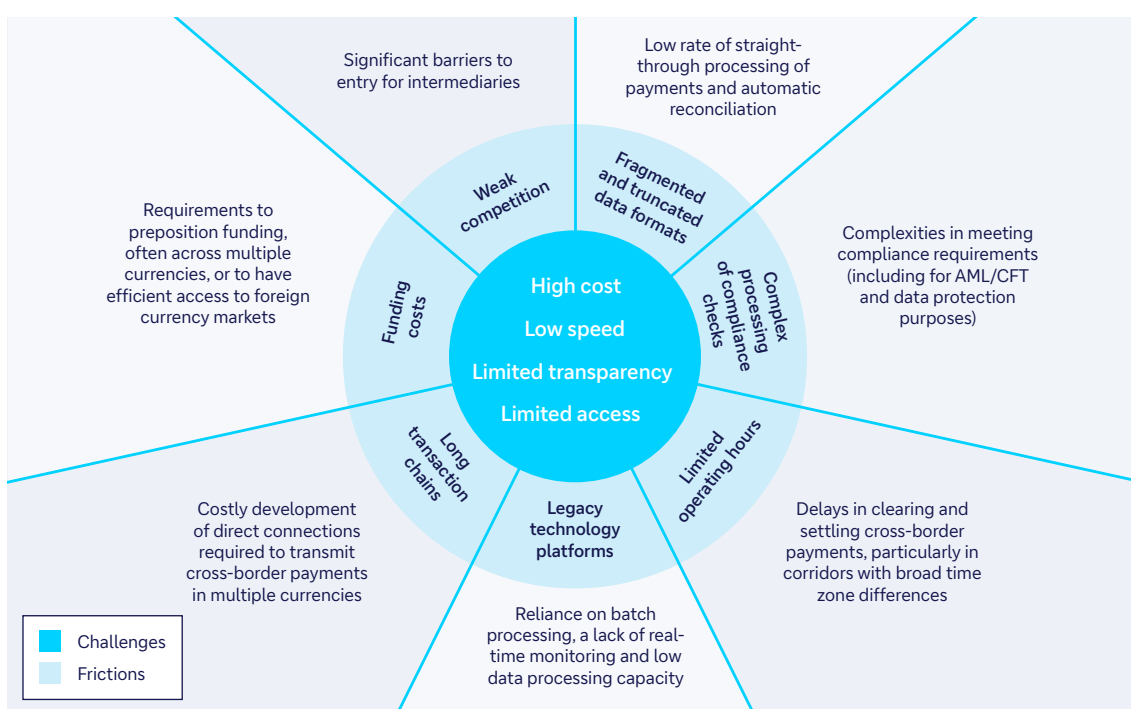 Significant barriers to
entry for intermediaries
Low rate of straight-
through processing of
payments and automatic
reconciliation
Weak
competition
Fragmented
and truncated
data formats
Requirements to
preposition funding,
often across multiple
currencies, or to have
efficient access to foreign
currency markets
Funding
costs
High cost
Low speed
Limited transparency
Limited access
Complex
processing
of compliance
checks
Complexities in meeting
compliance requirements
(including for AML/CFT
and data protection
purposes)
Long
transaction
chains
Limited
operating hours
Costly development
of direct connections
required to transmit
cross-border payments
in multiple currencies
Legacy
technology
platforms
Delays in clearing and
settling cross-border
payments, particularly in
corridors with broad time
zone differences
Reliance on batch
processing, a lack of real-
time monitoring and low
data processing capacity
Challenges
Frictions